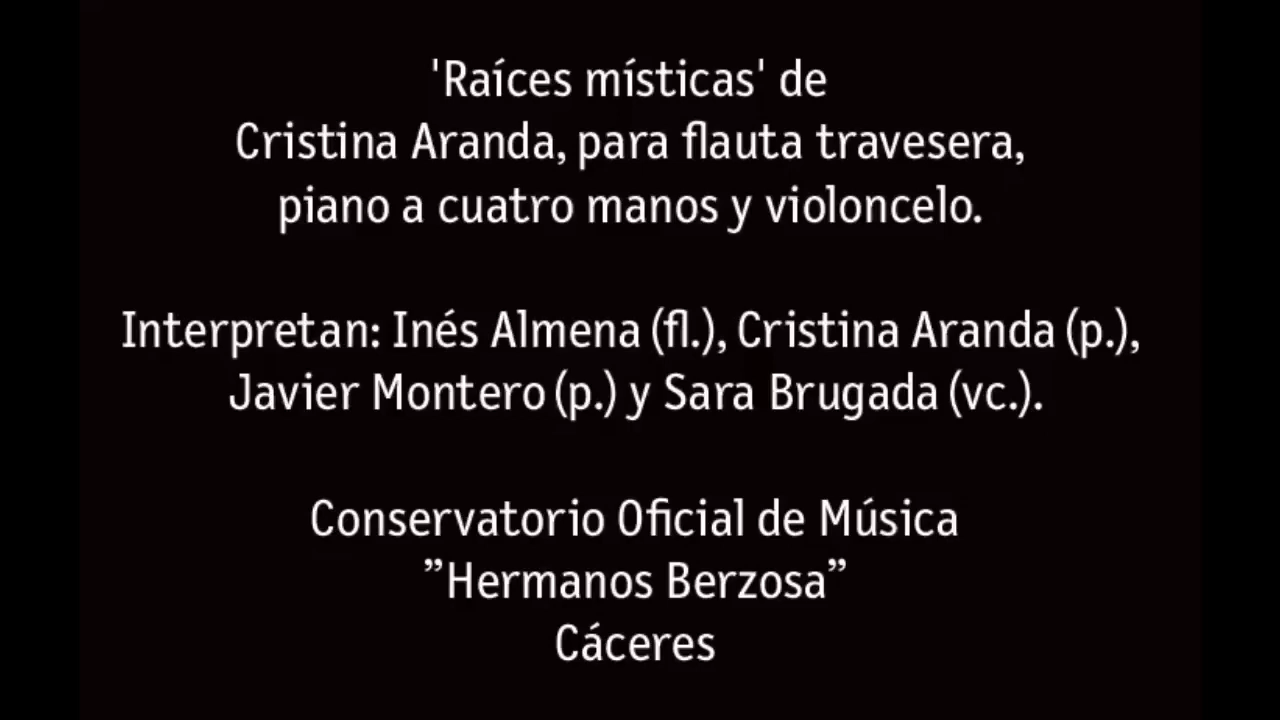 'Raíces místicas' de
Cristina Aranda, para flauta travesera,
piano a cuatro manos y violoncelo.
Interpretan: Inés Almena (fl.), Cristina Aranda (p.),
Javier Montero (p.) y Sara Brugada (vc.).
Conservatorio Oficial de Música
”Hermanos Berzosa”
Cáceres